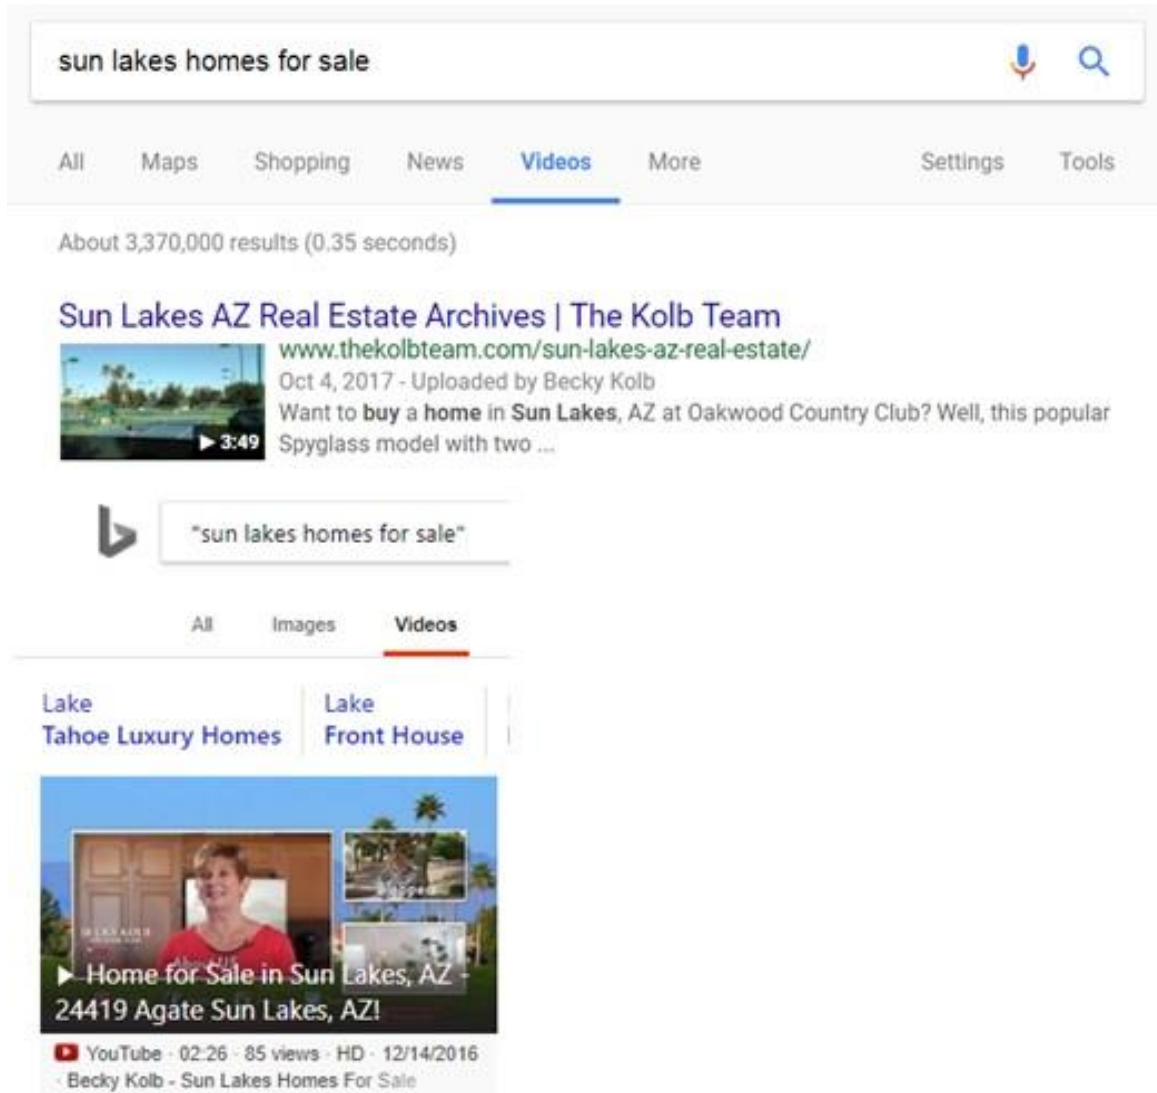 sun lakes homes for sale
All Maps Shopping News Videos More Settings Tools
About 3,370,000 results (0.35 seconds)
Sun Lakes AZ Real Estate Archives | The Kolb Team
www.thekolbteam.com/sun-lakes-az-real-estate/
Oct 4, 2017 - Uploaded by Becky Kolb
Want to buy a home in Sun Lakes, AZ at Oakwood Country Club? Well, this popular
3:49 Spyglass model with two ...
"sun lakes homes for sale"
All Images Videos
Lake Lake
Tahoe Luxury Homes Front House
BECKY KOLB
About US
Home for Sale in Sun Lakes, AZ -
24419 Agate Sun Lakes, AZ!
YouTube · 02:26 · 85 views · HD · 12/14/2016
· Becky Kolb - Sun Lakes Homes For Sale